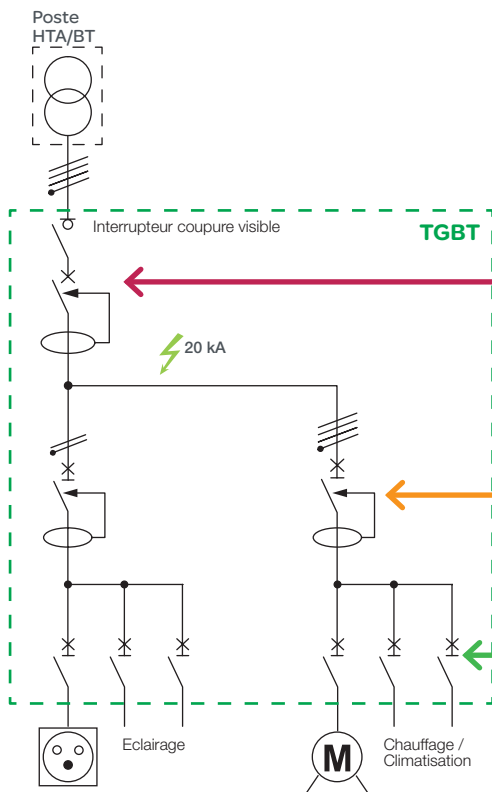 Poste
HTA/BT
Interrupteur coupure visible
TGBT
20 kA
Eclairage
M
Chauffage /
Climatisation